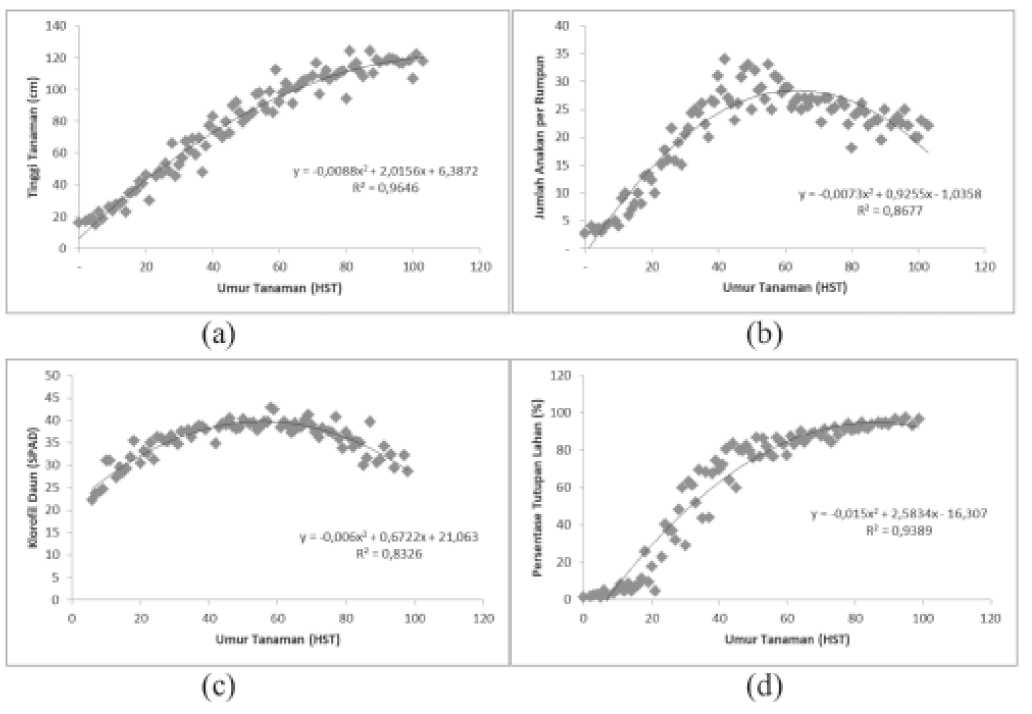 140
120
100
80
60
40
20
0
Tinggi Tanaman (cm)
y = -0,0088x² + 2,0156x + 6,3872
R² = 0,9646
- 20 40 60 80 100 120
Umur Tanaman (HST)
(a)
40
35
30
25
20
15
10
5
-
Jumlah Anakan per Rumpun
y = -0,0073x² + 0,9255x - 1,0358
R² = 0,8677
- 20 40 60 80 100 120
Umur Tanaman (HST)
(b)
50
45
40
35
30
25
20
15
10
5
0
Klorofil Daun (SPAD)
y = -0,006x² + 0,6722x + 21,063
R² = 0,8326
0 20 40 60 80 100 120
Umur Tanaman (HST)
(c)
120
100
80
60
40
20
0
Persentase Tutupan Lahan (%)
y = -0,015x² + 2,5834x - 16,307
R² = 0,9389
0 20 40 60 80 100 120
Umur Tanaman (HST)
(d)